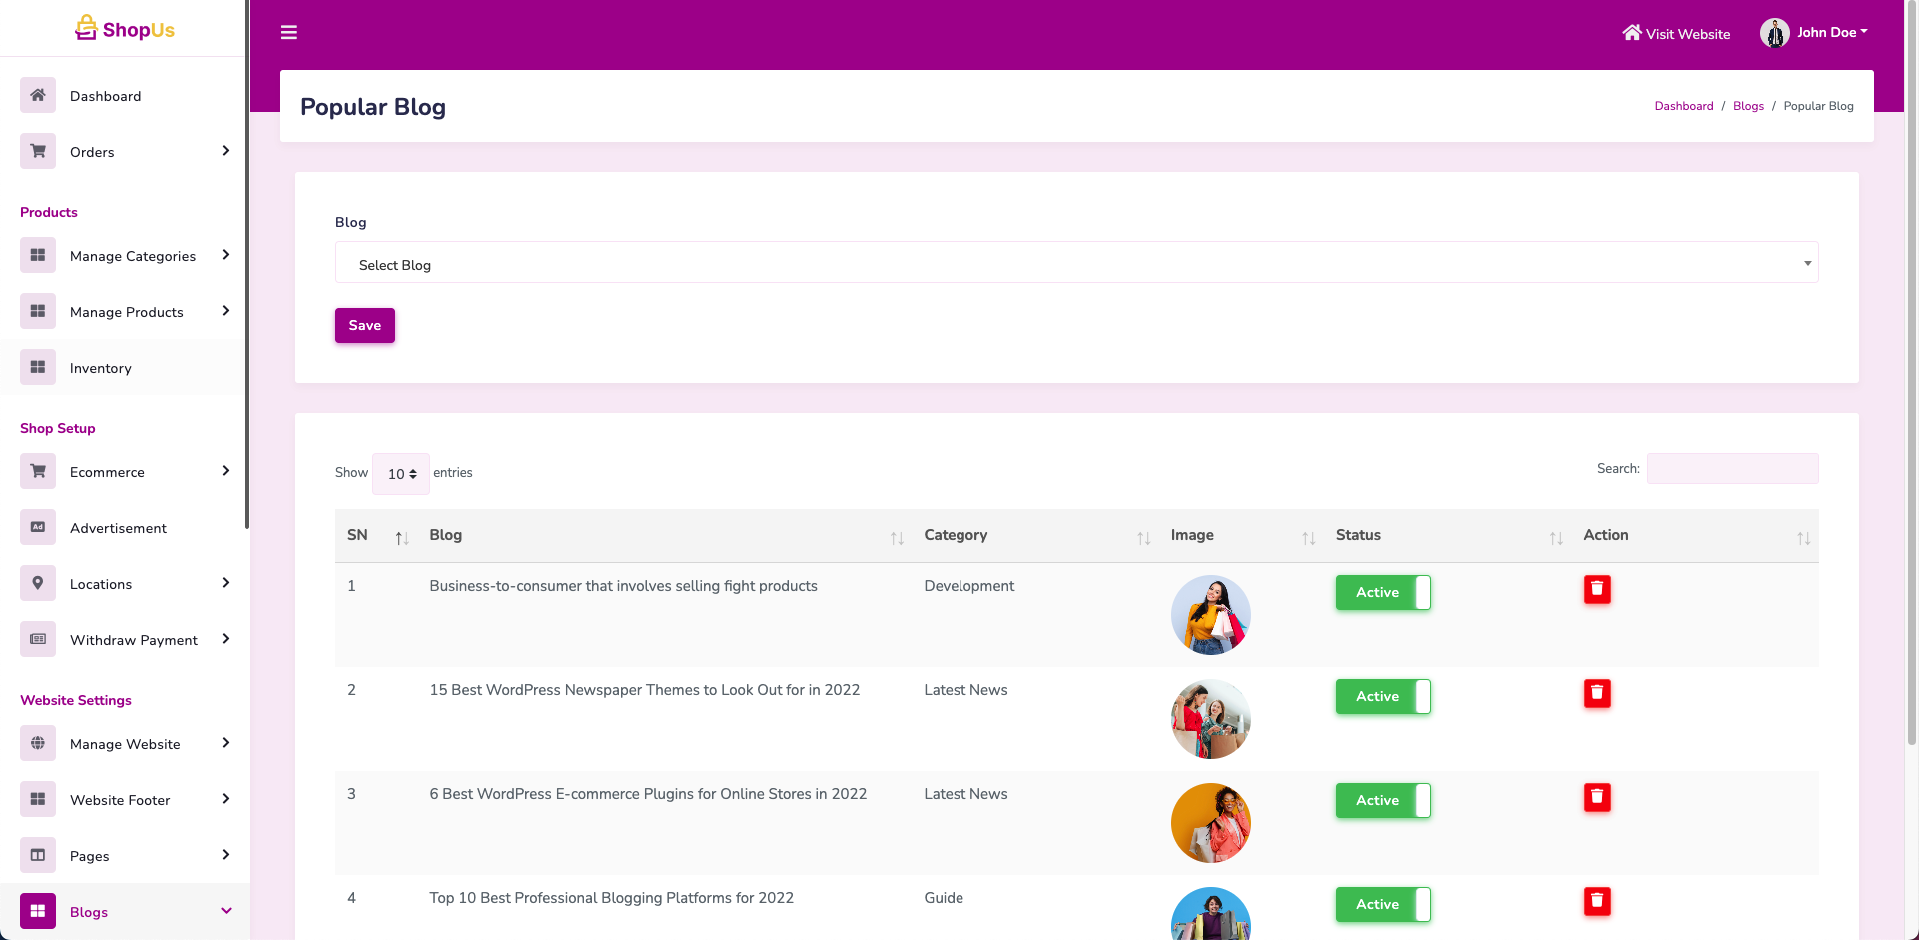 ShopUs
Visit Website
John Doe
Dashboard
Orders
Products
Manage Categories
Manage Products
Inventory
Shop Setup
Ecommerce
Ad
Advertisement
Locations
Withdraw Payment
Website Settings
Manage Website
Website Footer
Pages
Blogs
Popular Blog
Dashboard / Blogs / Popular Blog
Blog
Select Blog
Save
Show 10 entries
Search:
SN Blog Category Image Status Action
1 Business-to-consumer that involves selling fight products Development Active
2 15 Best WordPress Newspaper Themes to Look Out for in 2022 Latest News Active
3 6 Best WordPress E-commerce Plugins for Online Stores in 2022 Latest News Active
4 Top 10 Best Professional Blogging Platforms for 2022 Guide Active